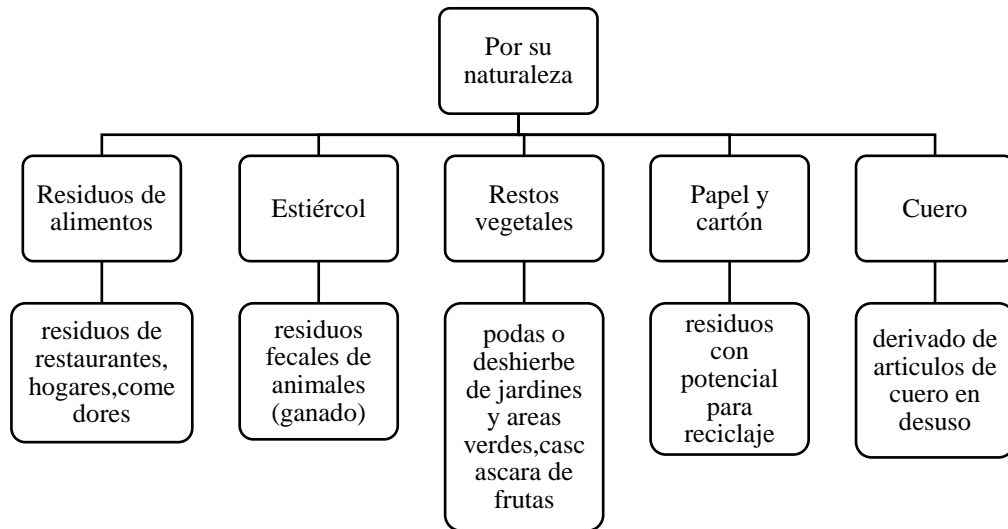 Por su
naturaleza
Residuos de
alimentos
Estiércol
Restos
vegetales
Papel y
cartón
Cuero
residuos de
restaurantes,
hogares,come
dores
residuos
fecales de
animales
(ganado)
podas o
deshierbe
de jardines
y areas
verdes,casc
ascara de
frutas
residuos
con
potencial
para
reciclaje
derivado de
articulos de
cuero en
desuso